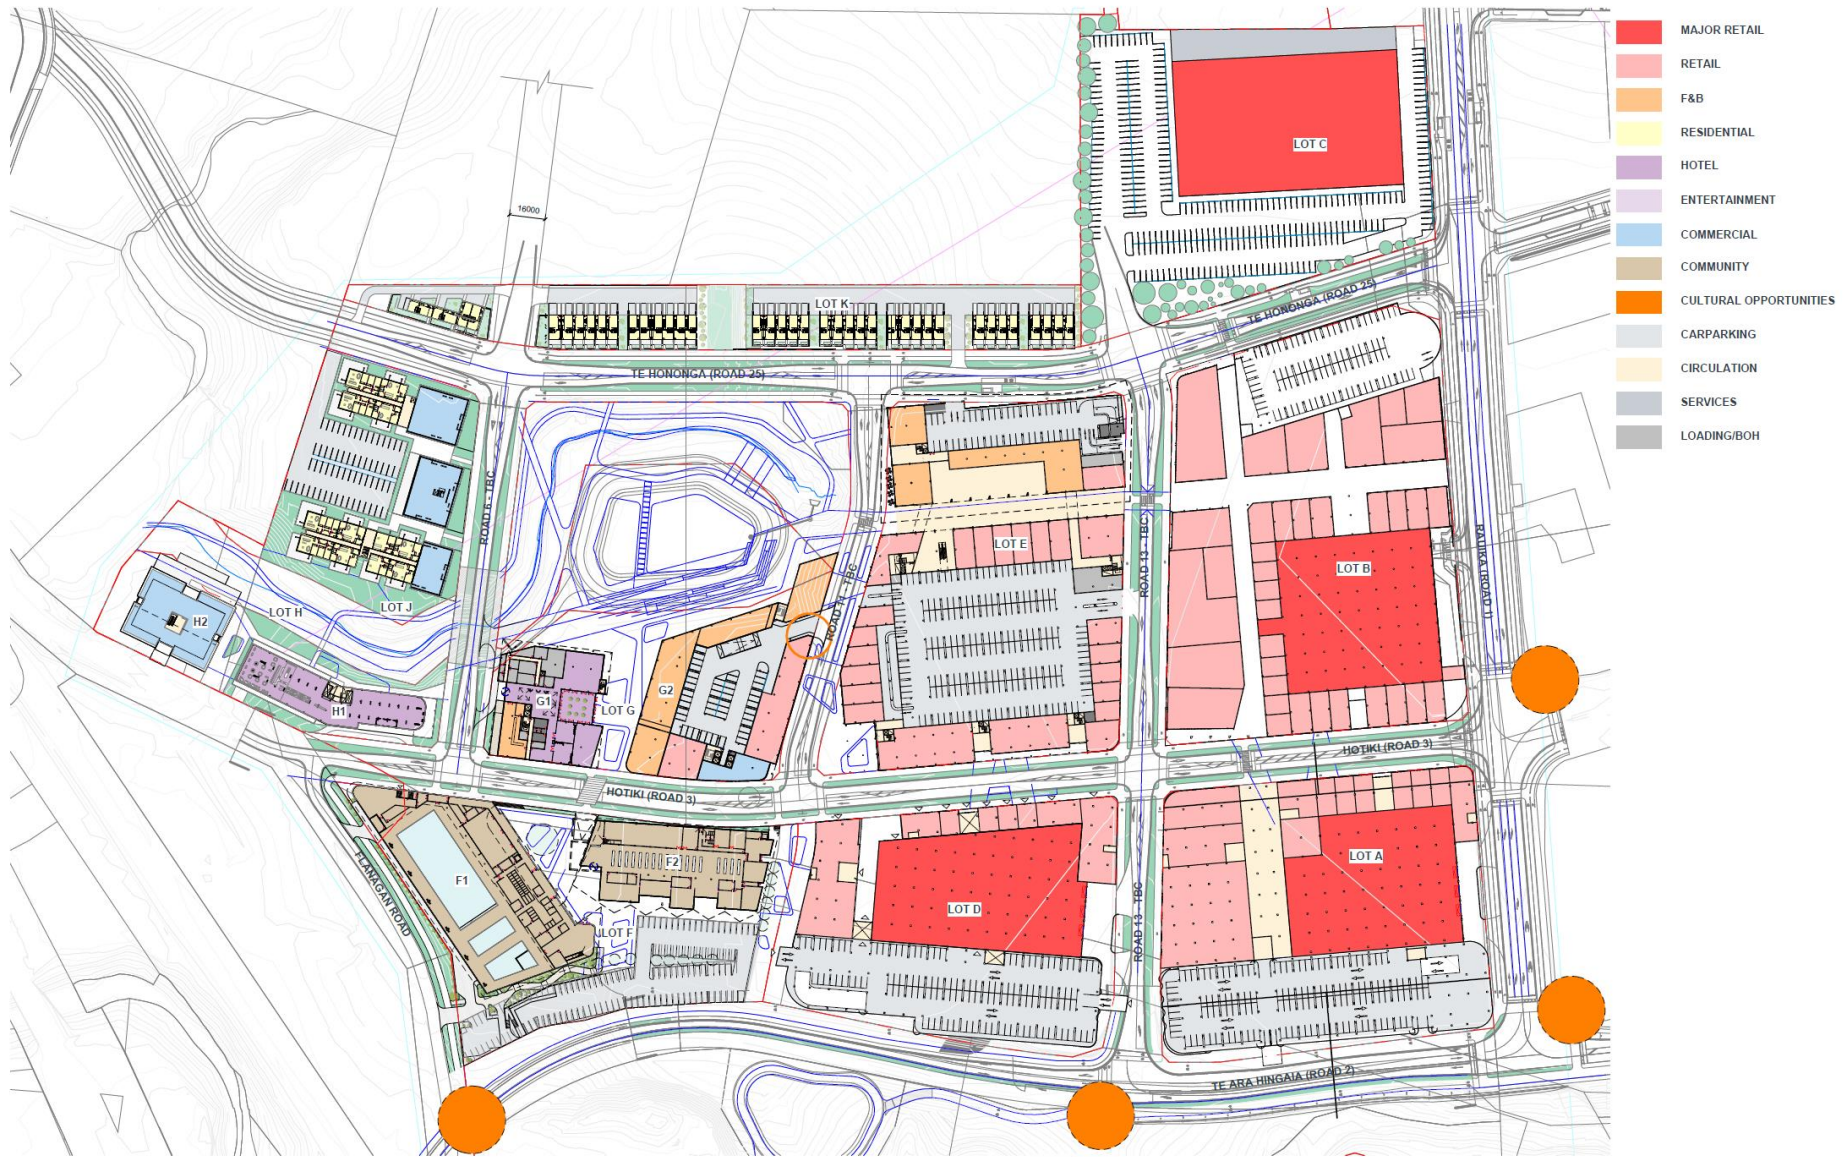 MAJOR RETAIL
RETAIL
F&B
RESIDENTIAL
HOTEL
ENTERTAINMENT
COMMERCIAL
COMMUNITY
CULTURAL OPPORTUNITIES
CARPARKING
CIRCULATION
SERVICES
LOADING/BOH
LOT C
16000
LOT K
TE HONONGA (ROAD 25)
TE HONONGA (ROAD 25)
ROAD 6 - TBC
LOT E
ROAD 13 - TBC
LOT B
RAUIKA (ROAD 1)
ROAD 11 - TBC
LOT J
LOT H
H2
H1
G1
LOT G
G2
HOTIKI (ROAD 3)
HOTIKI (ROAD 3)
FLANAGAN ROAD
F1
F2
LOT F
LOT D
ROAD 13 - TBC
LOT A
TE ARA HINGAIA (ROAD 2)